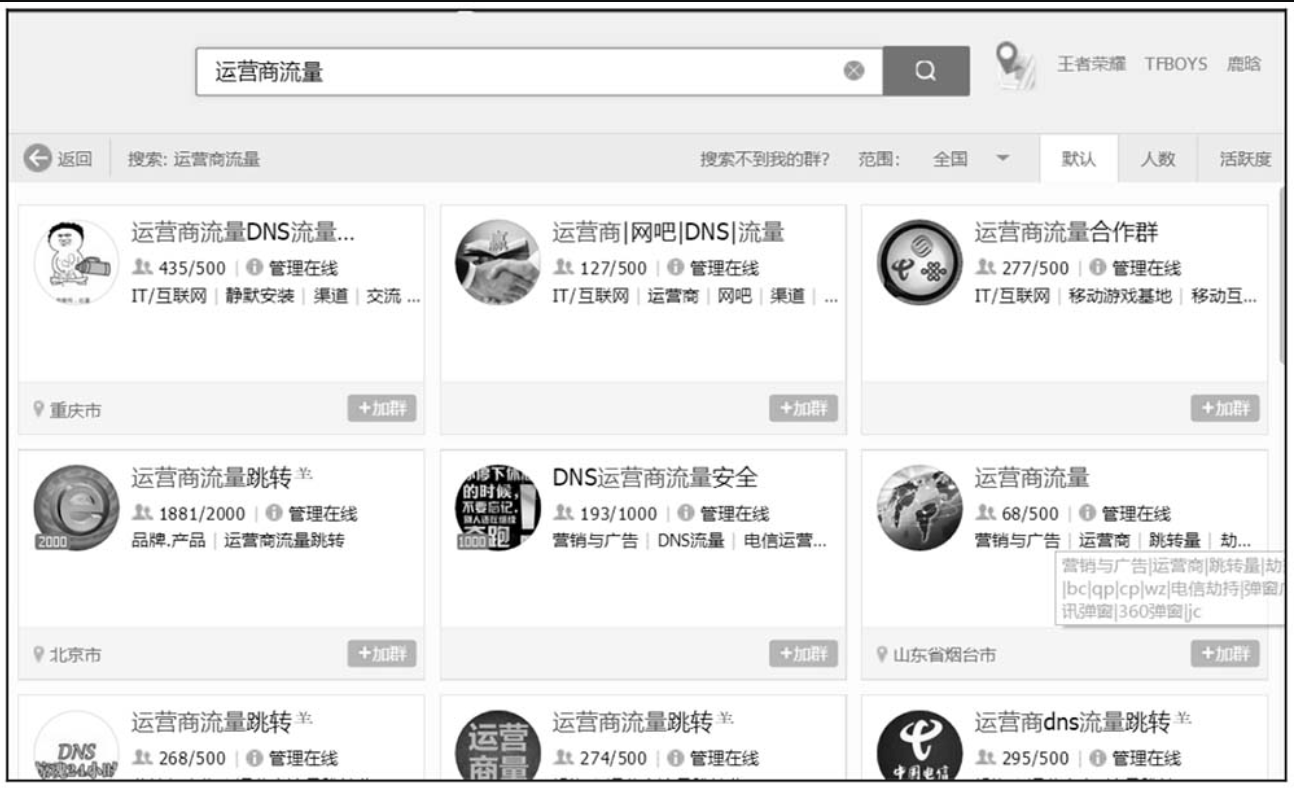 运营商流量
王者荣耀 TFBOYS 鹿晗
返回 搜索: 运营商流量 搜索不到我的群? 范围: 全国 默认 人数 活跃度
运营商流量DNS流量...
435/500 管理在线
IT/互联网 | 静默安装 | 渠道 | 交流 ...
重庆市 +加群
运营商|网吧|DNS|流量
127/500 管理在线
IT/互联网 | 运营商 | 网吧 | 渠道 | ...
+加群
运营商流量合作群
277/500 管理在线
IT/互联网 | 移动游戏基地 | 移动互...
+加群
运营商流量跳转
1881/2000 管理在线
品牌.产品 | 运营商流量跳转
2000
北京市 +加群
DNS运营商流量安全
193/1000 管理在线
营销与广告 | DNS流量 | 电信运营...
的时候,
不要忘记,
别人还在继续
奔跑
1000
+加群
运营商流量
68/500 管理在线
营销与广告 | 运营商 | 跳转量 | 劫...
营销与广告|运营商|跳转量|劫
|bc|qp|cp|wz|电信劫持|弹窗
讯弹窗|360弹窗|jc
山东省烟台市 +加群
运营商流量跳转
268/500 管理在线
DNS
运营商流量跳转
274/500 管理在线
运营
商量
运营商dns流量跳转
295/500 管理在线
中国电信